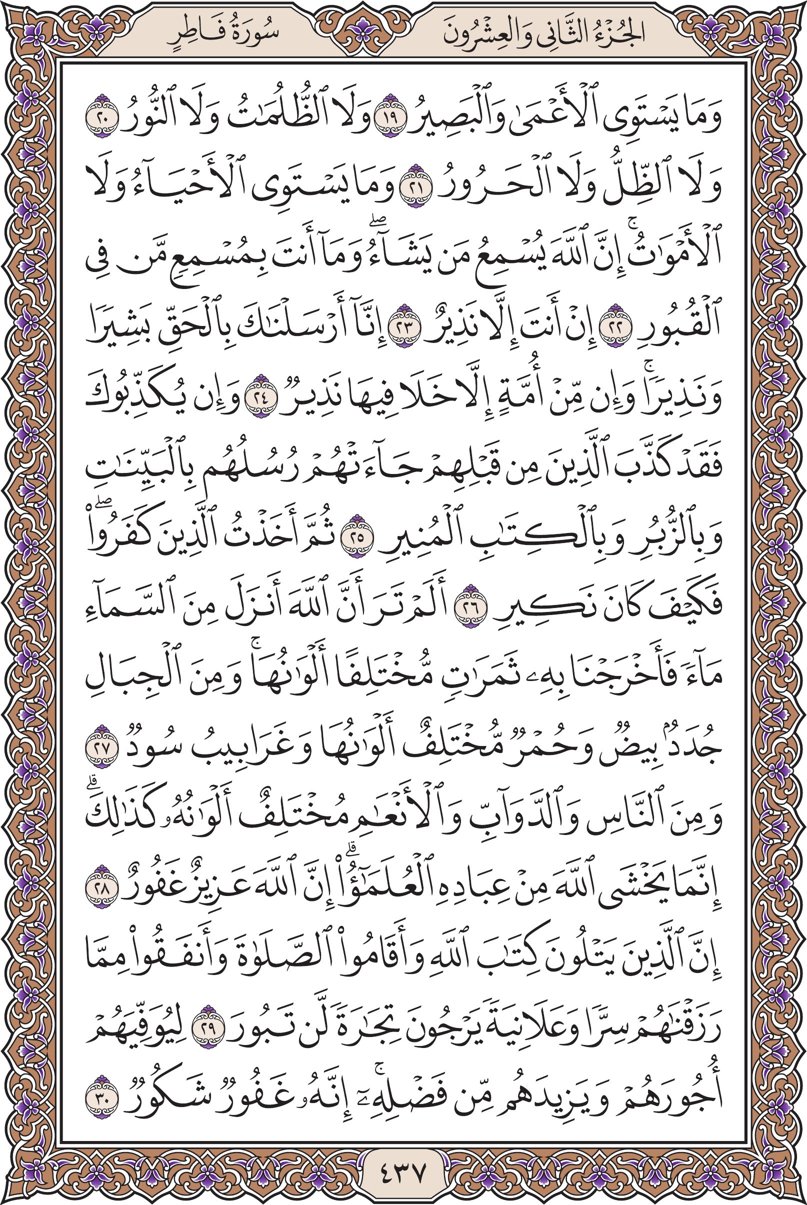 الجُزْءُ الثَّانِي وَالعِشْرُونَ
سُورَةُ فَاطِرٍ
وَمَا يَسْتَوِى ٱلْأَعْمَىٰ وَٱلْبَصِيرُ ١٩ وَلَا ٱلظُّلُمَٰتُ وَلَا ٱلنُّورُ ٢٠
وَلَا ٱلظِّلُّ وَلَا ٱلْحَرُورُ ٢١ وَمَا يَسْتَوِى ٱلْأَحْيَآءُ وَلَا
ٱلْأَمْوَٰتُۚ إِنَّ ٱللَّهَ يُسْمِعُ مَن يَشَآءُۖ وَمَآ أَنتَ بِمُسْمِعٍ مَّن فِى
ٱلْقُبُورِ ٢٢ إِنْ أَنتَ إِلَّا نَذِيرٌ ٢٣ إِنَّآ أَرْسَلْنَٰكَ بِٱلْحَقِّ بَشِيرًا
وَنَذِيرًاۚ وَإِن مِّنْ أُمَّةٍ إِلَّا خَلَا فِيهَا نَذِيرٌ ٢٤ وَإِن يُكَذِّبُوكَ
فَقَدْ كَذَّبَ ٱلَّذِينَ مِن قَبْلِهِمْ جَآءَتْهُمْ رُسُلُهُم بِٱلْبَيِّنَٰتِ
وَبِٱلزُّبُرِ وَبِٱلْكِتَٰبِ ٱلْمُنِيرِ ٢٥ ثُمَّ أَخَذْتُ ٱلَّذِينَ كَفَرُوا۟ۖ
فَكَيْفَ كَانَ نَكِيرِ ٢٦ أَلَمْ تَرَ أَنَّ ٱللَّهَ أَنزَلَ مِنَ ٱلسَّمَآءِ
مَآءً فَأَخْرَجْنَا بِهِۦ ثَمَرَٰتٍ مُّخْتَلِفًا أَلْوَٰنُهَاۚ وَمِنَ ٱلْجِبَالِ
جُدَدٌۢ بِيضٌ وَحُمْرٌ مُّخْتَلِفٌ أَلْوَٰنُهَا وَغَرَابِيبُ سُودٌ ٢٧
وَمِنَ ٱلنَّاسِ وَٱلدَّوَآبِّ وَٱلْأَنْعَٰمِ مُخْتَلِفٌ أَلْوَٰنُهُۥ كَذَٰلِكَۗ
إِنَّمَا يَخْشَى ٱللَّهَ مِنْ عِبَادِهِ ٱلْعُلَمَٰٓؤُا۟ۗ إِنَّ ٱللَّهَ عَزِيزٌ غَفُورٌ ٢٨
إِنَّ ٱلَّذِينَ يَتْلُونَ كِتَٰبَ ٱللَّهِ وَأَقَامُوا۟ ٱلصَّلَوٰةَ وَأَنفَقُوا۟ مِمَّا
رَزَقْنَٰهُمْ سِرًّا وَعَلَانِيَةً يَرْجُونَ تِجَٰرَةً لَّن تَبُورَ ٢٩ لِيُوَفِّيَهُمْ
أُجُورَهُمْ وَيَزِيدَهُم مِّن فَضْلِهِۦٓۚ إِنَّهُۥ غَفُورٌ شَكُورٌ ٣٠
٤٣٧